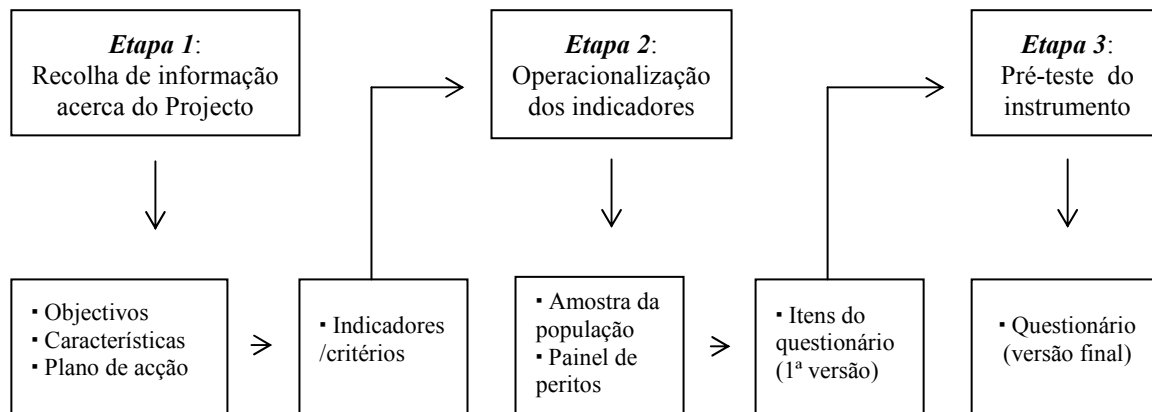 Etapa 1:
Recolha de informação
acerca do Projecto
Etapa 2:
Operacionalização
dos indicadores
Etapa 3:
Pré-teste do
instrumento
▪ Objectivos
▪ Características
▪ Plano de acção
▪ Indicadores
/critérios
▪ Amostra da
população
▪ Painel de
peritos
▪ Itens do
questionário
(1ª versão)
▪ Questionário
(versão final)